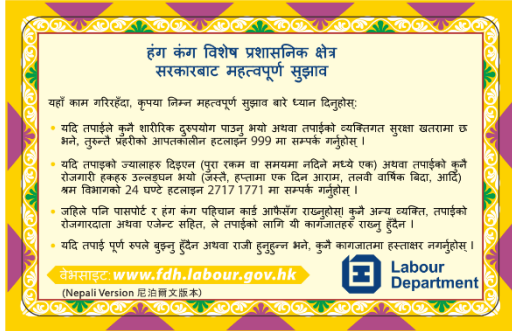 हंग कंग विशेष प्रशासनिक क्षेत्र
सरकारबाट महत्वपूर्ण सुझाव
यहाँ काम गरिरहँदा, कृपया निम्न महत्वपूर्ण सुझाव बारे ध्यान दिनुहोस्:
• यदि तपाईले कुनै शारीरिक दुरुपयोग पाउनु भयो अथवा तपाईको व्यक्तिगत सुरक्षा खतरामा छ
भने, तुरुन्तै प्रहरीको आपतकालीन हटलाइन 999 मा सम्पर्क गर्नुहोस् ।
• यदि तपाइको ज्यालाहरु दिइएन (पुरा रकम वा समयमा नदिने मध्ये एक) अथवा तपाईको कुनै
रोजगारी हकहरु उल्लङ्घन भयो (जस्तै, हप्तामा एक दिन आराम, तलवी वार्षिक बिदा, आदि)
श्रम विभागको 24 घण्टे हटलाइन 2717 1771 मा सम्पर्क गर्नुहोस् ।
• जहिले पनि पासपोर्ट र हंग कंग पहिचान कार्ड आफैसँग राख्नुहोस्! कुनै अन्य व्यक्ति, तपाईको
रोजगारदाता अथवा एजेन्ट सहित, ले तपाईको लागि यी कागजातहरु राख्नु हुँदैन ।
• यदि तपाई पूर्ण रुपले बुझ्नु हुँदैन अथवा राजी हुनुहुन्न भने, कुनै कागजातमा हस्ताक्षर नगर्नुहोस् ।
वेभसाइट: www.fdh.labour.gov.hk
(Nepali Version 尼泊爾文版本)
Labour
Department